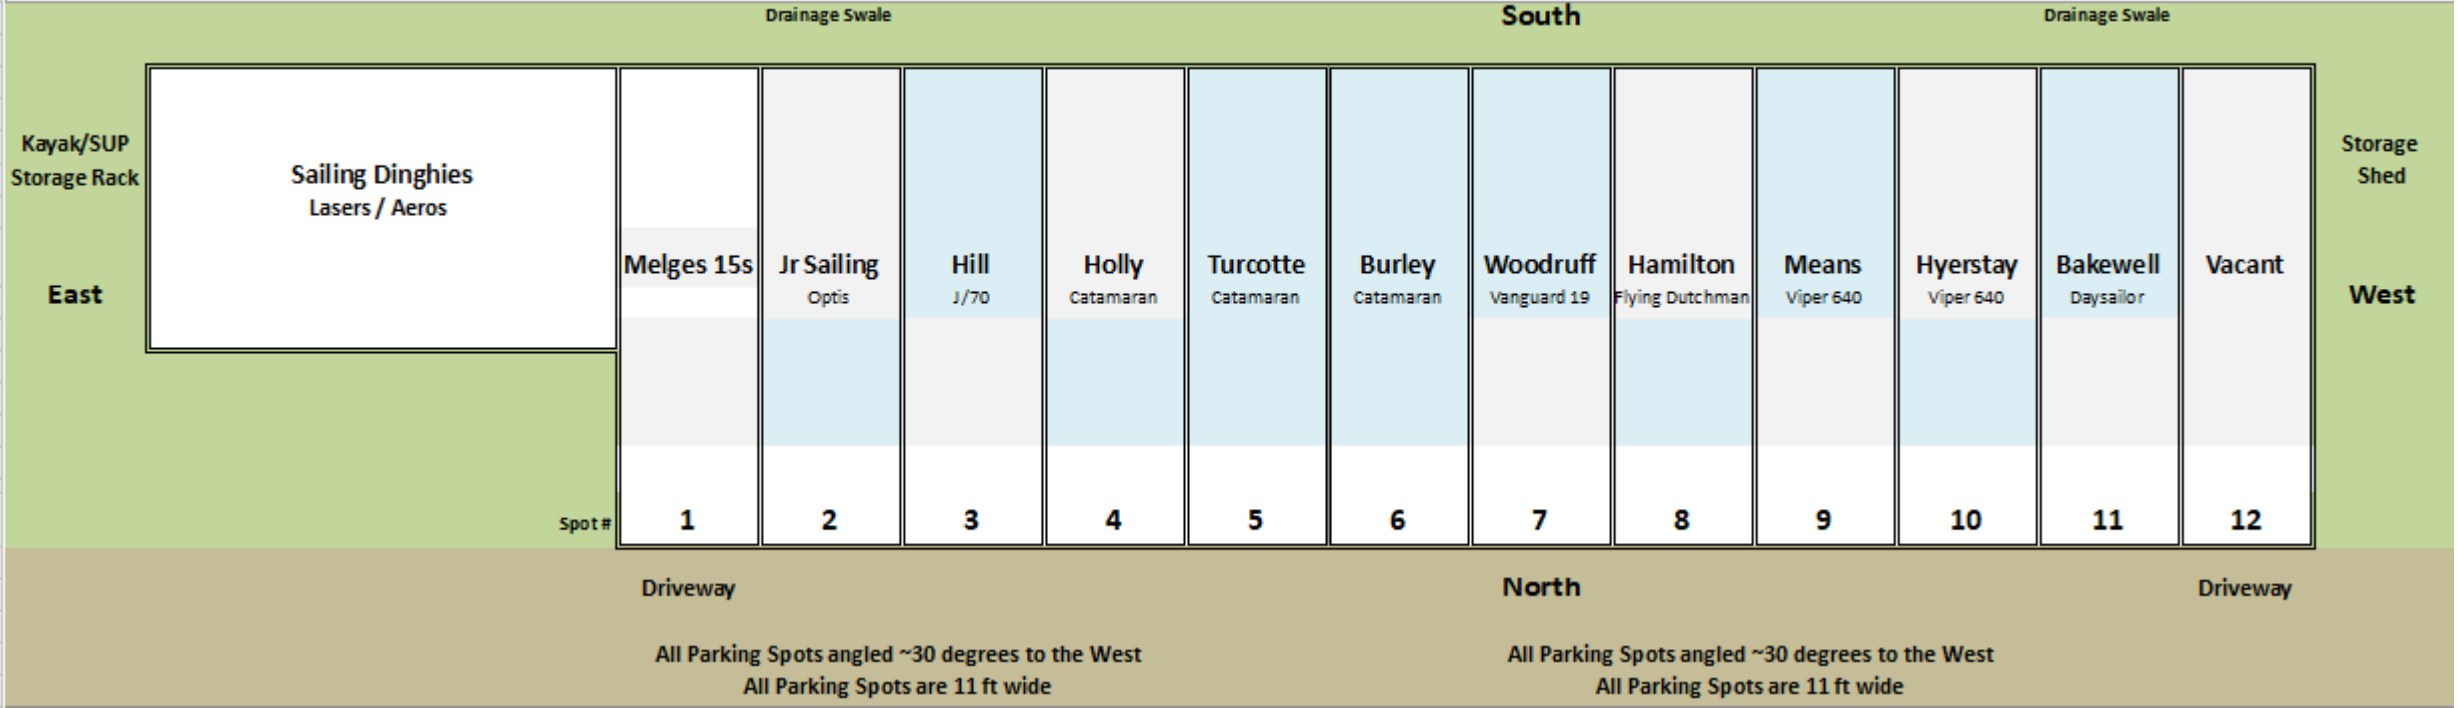 Drainage Swale South Drainage Swale
Kayak/SUP
Storage Rack
Sailing Dinghies
Lasers / Aeros
Storage
Shed
East
West
Melges 15s
Jr Sailing
Optis
Hill
J/70
Holly
Catamaran
Turcotte
Catamaran
Burley
Catamaran
Woodruff
Vanguard 19
Hamilton
Flying Dutchman
Means
Viper 640
Hyerstay
Viper 640
Bakewell
Daysailor
Vacant
Spot # 1 2 3 4 5 6 7 8 9 10 11 12
Driveway North Driveway
All Parking Spots angled ~30 degrees to the West
All Parking Spots are 11 ft wide
All Parking Spots angled ~30 degrees to the West
All Parking Spots are 11 ft wide